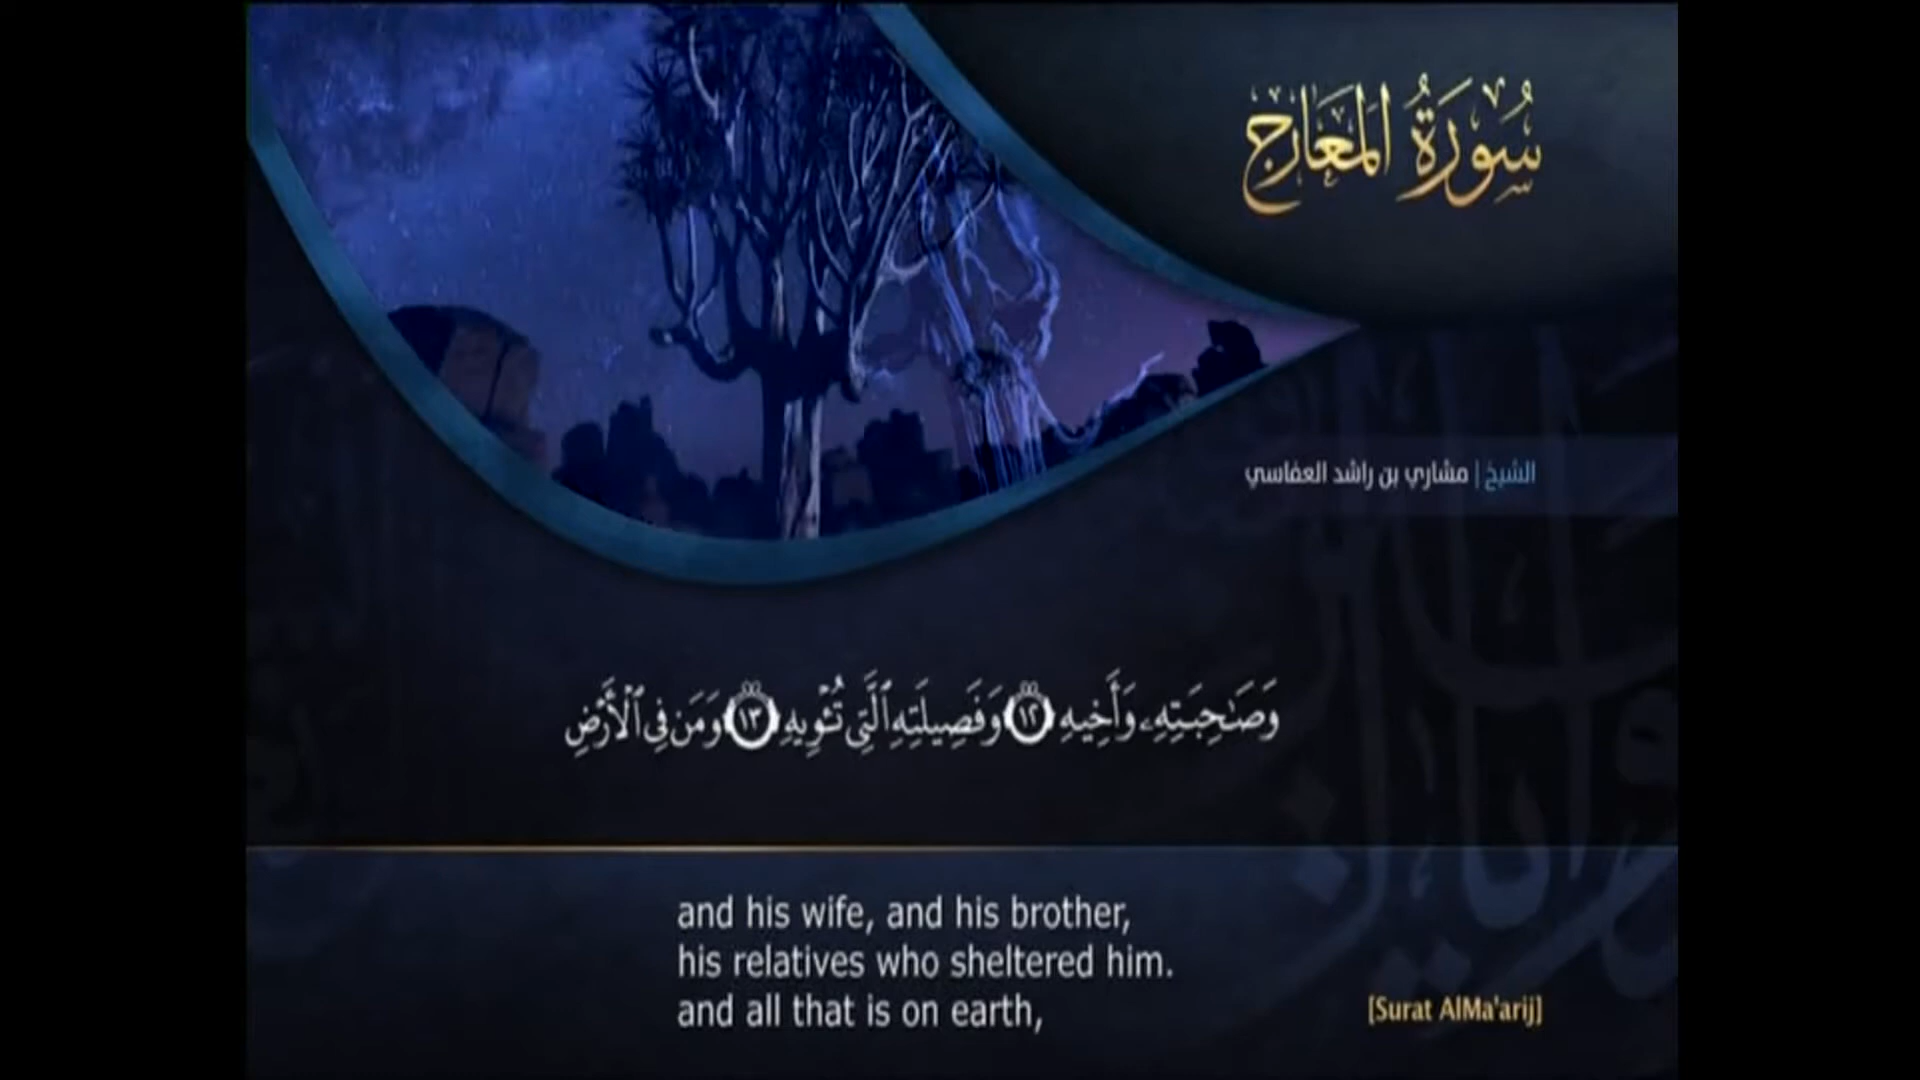 سُورَةُ المَعَارِج
الشيخ | مشاري بن راشد العفاسي
وَصَـٰحِبَتِهِۦ وَأَخِيهِ ١٢ وَفَصِيلَتِهِ ٱلَّتِى تُـْٔوِيهِ ١٣ وَمَن فِى ٱلْأَرْضِ
and his wife, and his brother,
his relatives who sheltered him.
and all that is on earth,
[Surat AlMa'arij]